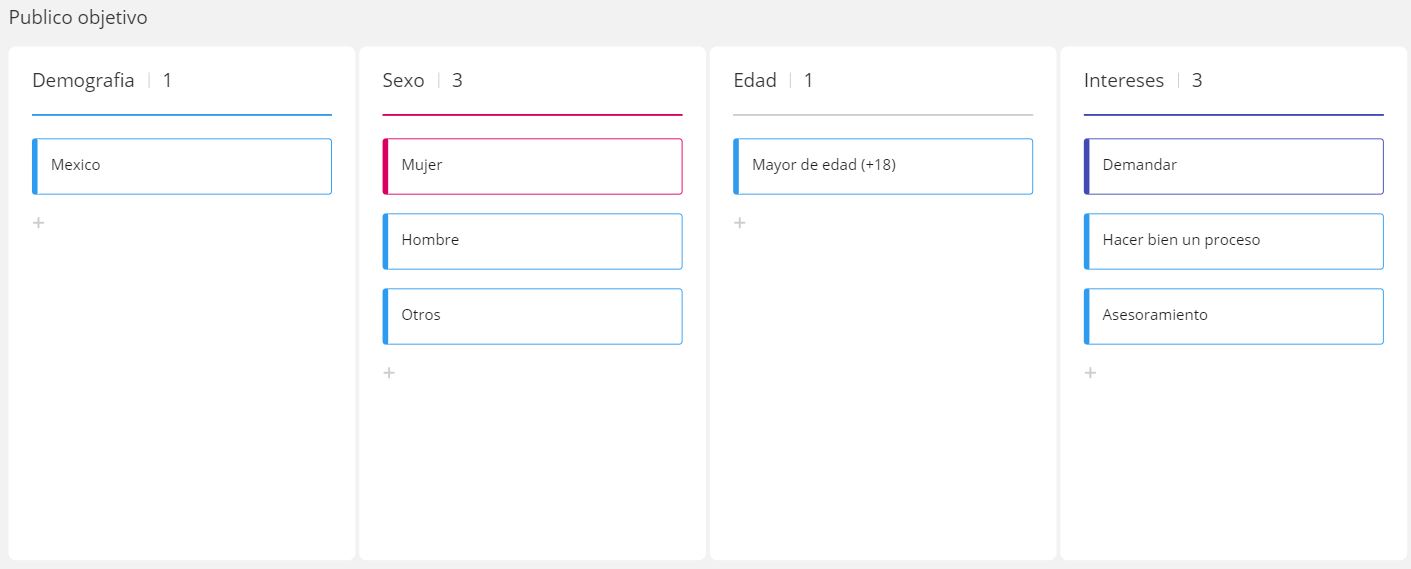 Publico objetivo
Demografia 1
Mexico
+
Sexo 3
Mujer
Hombre
Otros
+
Edad 1
Mayor de edad (+18)
+
Intereses 3
Demandar
Hacer bien un proceso
Asesoramiento
+